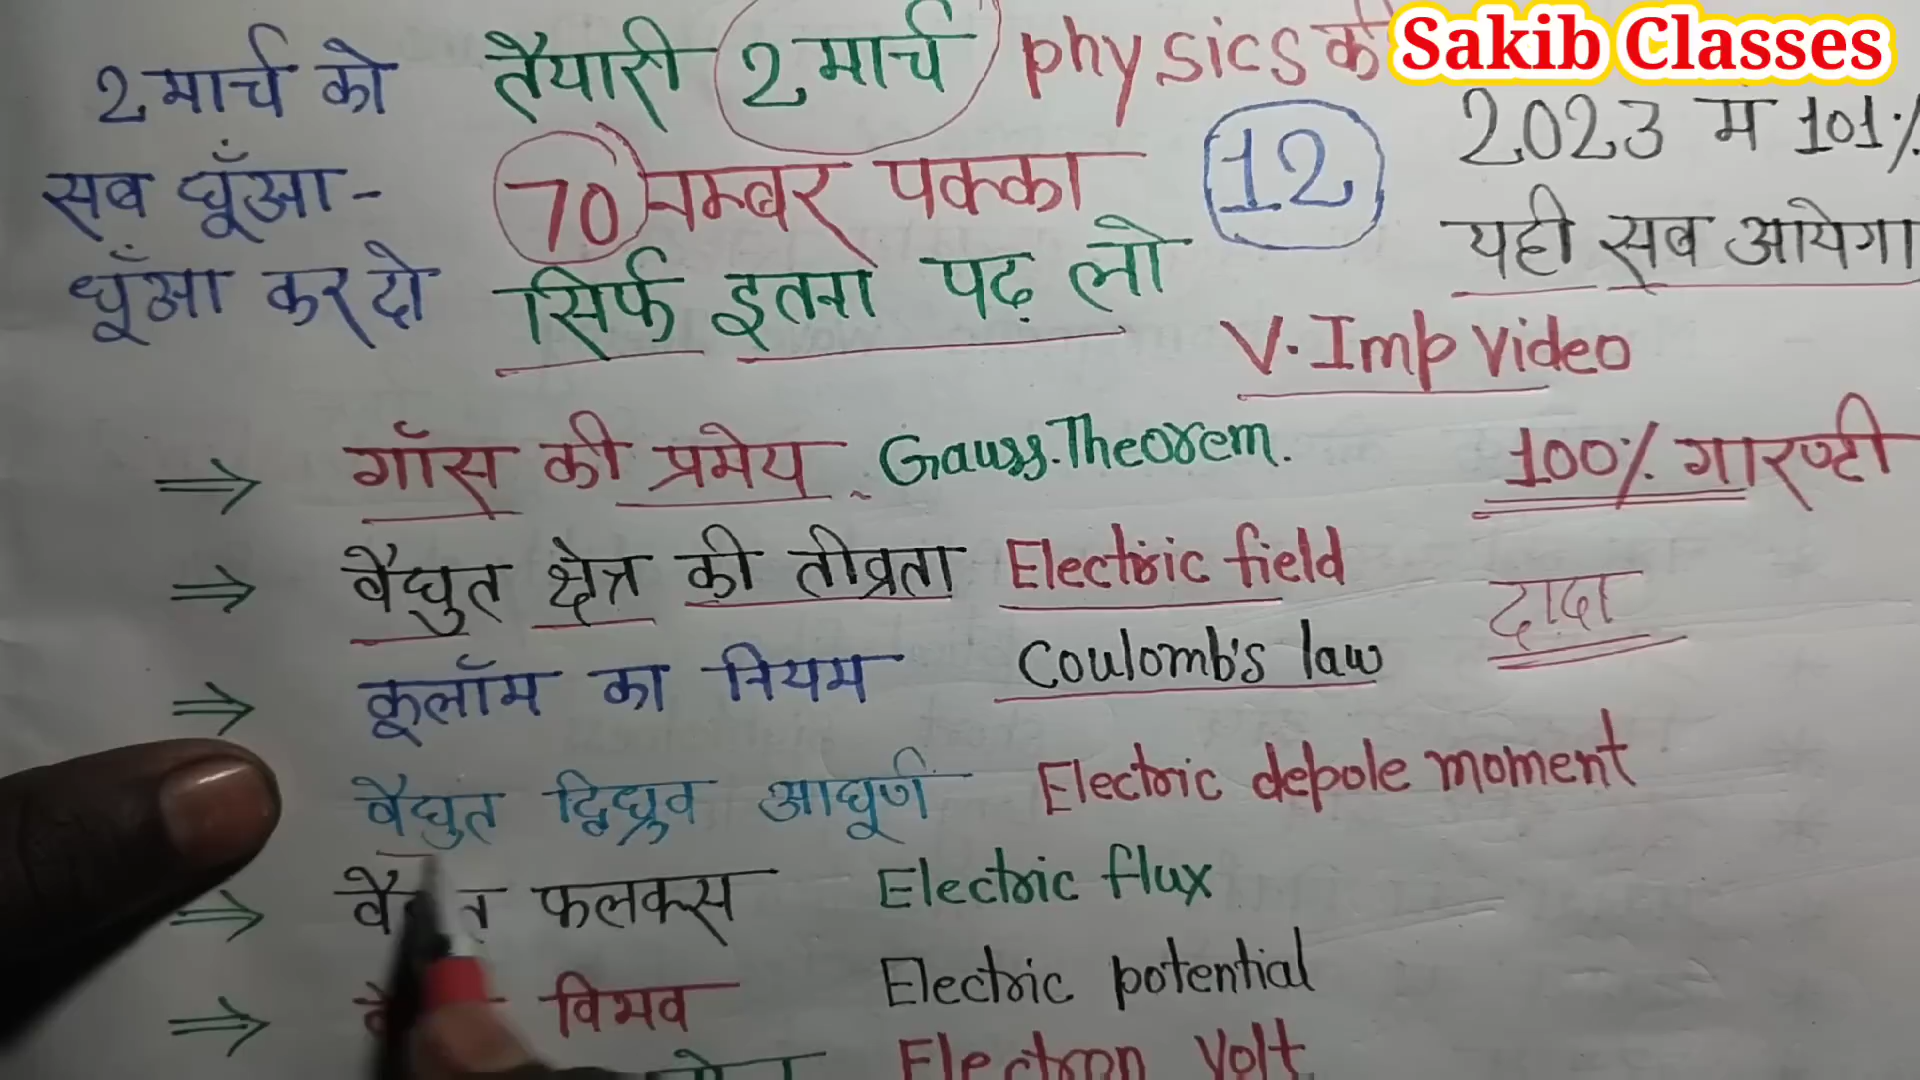 Sakib Classes
2 मार्च को
सब धूँआ-
धूँआ कर दो
तैयारी 2 मार्च physics की
70 नम्बर पक्का
सिर्फ इतना पढ़ लो
12
2023 में 101%
यही सब आयेगा
V. Imp Video
⇒ गॉस की प्रमेय Gauss.Theorem.
100% गारण्टी
⇒ वैधुत क्षेत्र की तीव्रता Electric field
दादा
⇒ कूलॉम का नियम Coulomb's law
वैधुत द्विध्रुव आघूर्ण Electric depole moment
⇒ फलक्स Electric flux
⇒ विभव Electric potential
Electron Volt